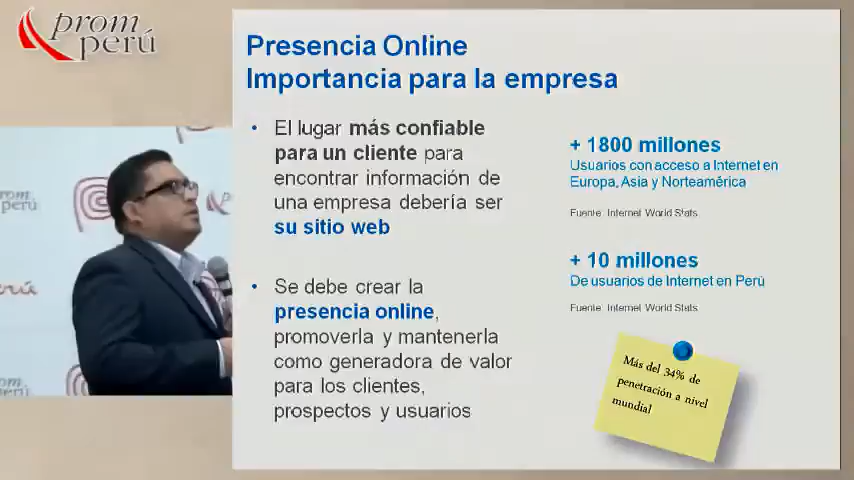 prom
perú
Presencia Online
Importancia para la empresa
• El lugar más confiable
para un cliente para
encontrar información de
una empresa debería ser
su sitio web
• Se debe crear la
presencia online,
promoverla y mantenerla
como generadora de valor
para los clientes,
prospectos y usuarios
+ 1800 millones
Usuarios con acceso a Internet en
Europa, Asia y Norteamérica
Fuente: Internet World Stats
+ 10 millones
De usuarios de Internet en Perú
Fuente: Internet World Stats
Más del 34% de
penetración a nivel
mundial
prom
perú